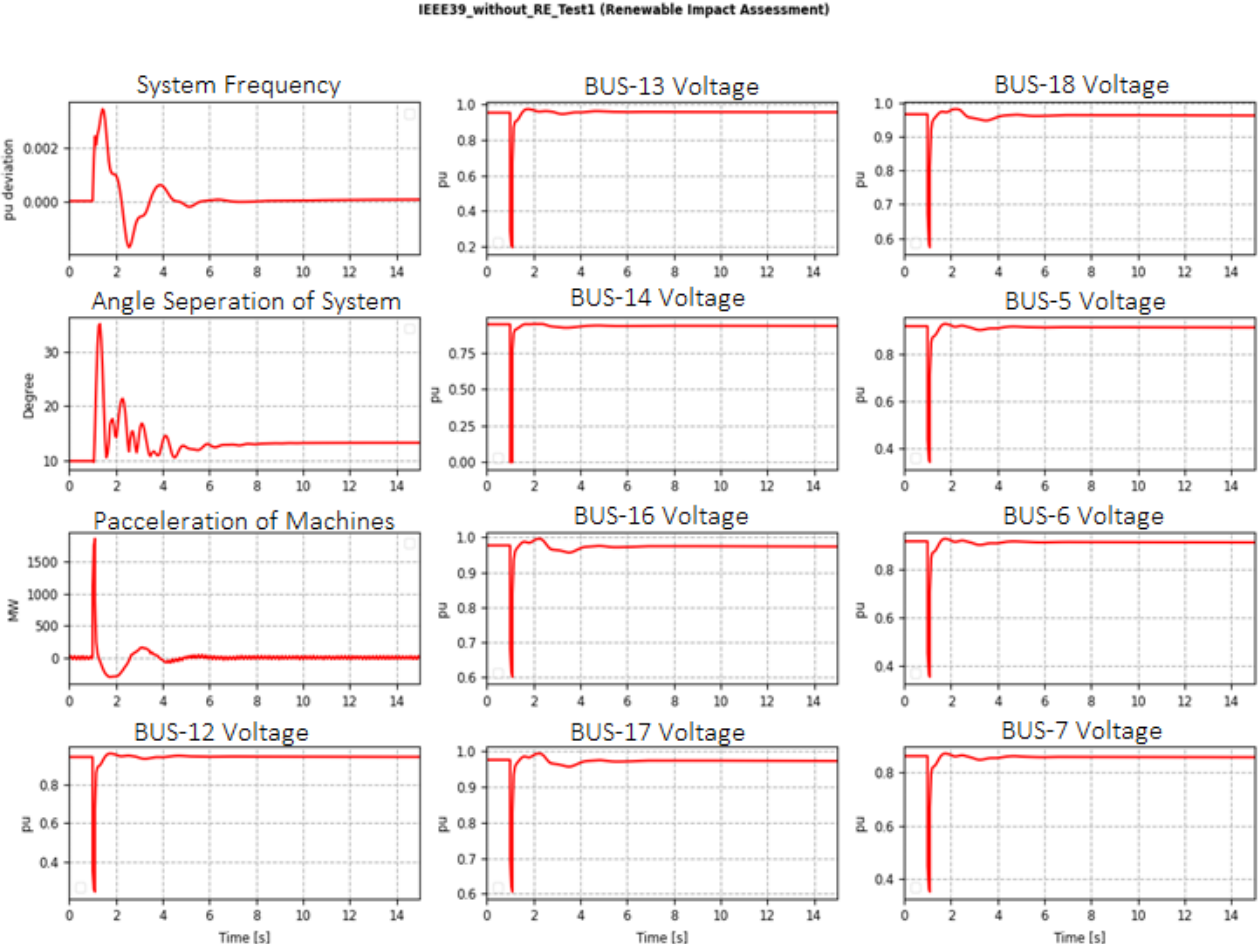 IEEE39_without_RE_Test1 (Renewable Impact Assessment)
System Frequency
pu deviation
0.002
0.000
0 2 4 6 8 10 12 14
BUS-13 Voltage
pu
1.0
0.8
0.6
0.4
0.2
0 2 4 6 8 10 12 14
BUS-18 Voltage
pu
1.0
0.9
0.8
0.7
0.6
0 2 4 6 8 10 12 14
Angle Seperation of System
Degree
30
20
10
0 2 4 6 8 10 12 14
BUS-14 Voltage
pu
0.75
0.50
0.25
0.00
0 2 4 6 8 10 12 14
BUS-5 Voltage
pu
0.8
0.6
0.4
0 2 4 6 8 10 12 14
Pacceleration of Machines
MW
1500
1000
500
0
0 2 4 6 8 10 12 14
BUS-16 Voltage
pu
1.0
0.9
0.8
0.7
0.6
0 2 4 6 8 10 12 14
BUS-6 Voltage
pu
0.8
0.6
0.4
0 2 4 6 8 10 12 14
BUS-12 Voltage
pu
0.8
0.6
0.4
0 2 4 6 8 10 12 14
Time [s]
BUS-17 Voltage
pu
1.0
0.9
0.8
0.7
0.6
0 2 4 6 8 10 12 14
Time [s]
BUS-7 Voltage
pu
0.8
0.6
0.4
0 2 4 6 8 10 12 14
Time [s]